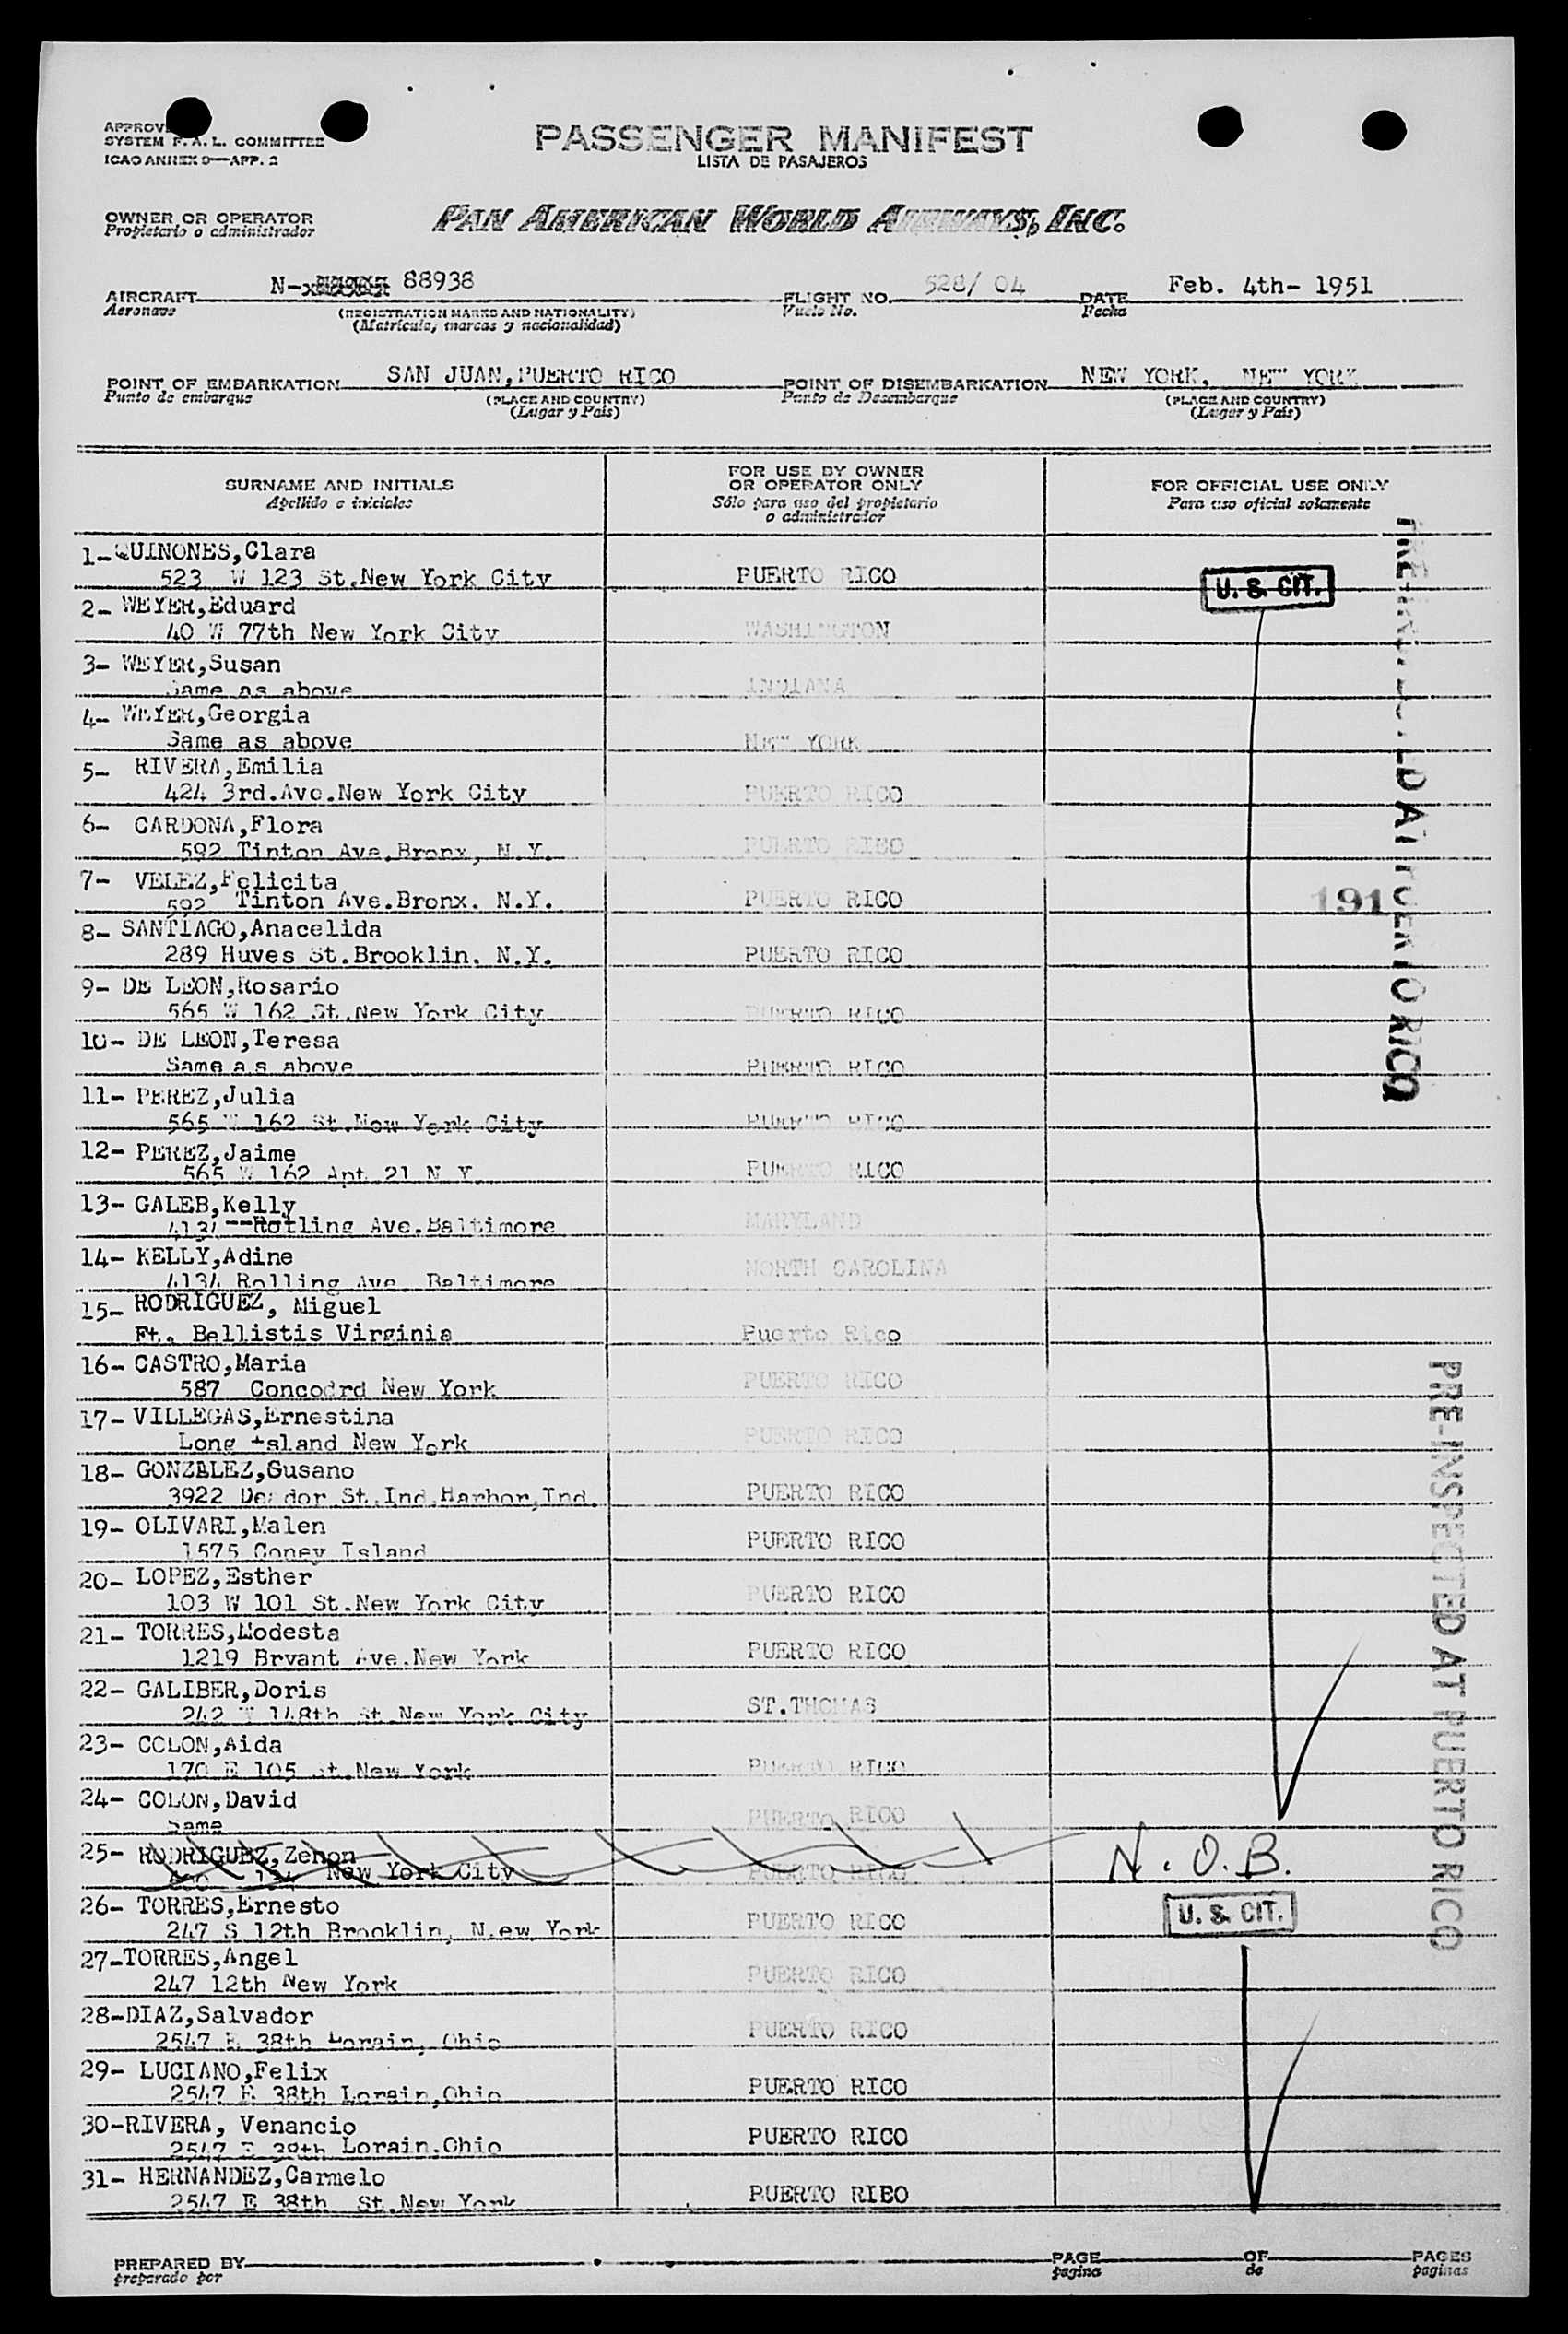 APPROVE
SYSTEM F. A. L. COMMITTEE
ICAO ANNEX 9—APP. 2
PASSENGER MANIFEST
LISTA DE PASAJEROS
OWNER OR OPERATOR
Propietario o administrador
PAN AMERICAN WORLD AIRWAYS, INC.
AIRCRAFT N- 88938
Aeronave
(REGISTRATION MARKS AND NATIONALITY)
(Matrícula, marcas y nacionalidad)
FLIGHT NO. 528/ 04
Vuelo No.
DATE Feb. 4th- 1951
Fecha
POINT OF EMBARKATION SAN JUAN,PUERTO RICO
Punto de embarque
(PLACE AND COUNTRY)
(Lugar y País)
POINT OF DISEMBARKATION NEW YORK, NEW YORK
Punto de Desembarque
(PLACE AND COUNTRY)
(Lugar y País)
SURNAME AND INITIALS
Apellido e iniciales
FOR USE BY OWNER
OR OPERATOR ONLY
Sólo para uso del propietario
o administrador
FOR OFFICIAL USE ONLY
Para uso oficial solamente
1-QUINONES,Clara
523 W 123 St.New York City PUERTO RICO
U. S. CIT.
2- WEYER,Eduard
40 W 77th New York City WASHINGTON
3- WEYER,Susan
Same as above INDIANA
4- WEYER,Georgia
Same as above NEW YORK
5- RIVERA,Emilia
424 3rd.Ave.New York City PUERTO RICO
6- CARDONA,Flora
592 Tinton Ave.Bronx, N.Y. PUERTO RICO
7- VELEZ,Felicita
592 Tinton Ave.Bronx. N.Y. PUERTO RICO
191
8- SANTIAGO,Anacelida
289 Huves St.Brooklin. N.Y. PUERTO RICO
9- DE LEON,Rosario
565 W 162 St.New York City PUERTO RICO
10- DE LEON,Teresa
Same as above PUERTO RICO
11- PEREZ,Julia
565 W 162 St.New York City PUERTO RICO
12- PEREZ,Jaime
565 W 162 Apt 21 N Y PUERTO RICO
13- GALEB,Kelly
4134 Rolling Ave.Baltimore MARYLAND
14- KELLY,Adine
4134 Rolling Ave. Baltimore NORTH CAROLINA
15- RODRIGUEZ, Miguel
Ft. Bellistis Virginia Puerto Rico
16- CASTRO,Maria
587 Concodrd New York PUERTO RICO
17- VILLEGAS,Ernestina
Long Island New York PUERTO RICO
18- GONZALEZ,Susano
3922 St.Ind.Harbor,Ind. PUERTO RICO
19- OLIVARI,Malen
1575 Coney Island PUERTO RICO
20- LOPEZ,Esther
103 W 101 St.New York City PUERTO RICO
21- TORRES,Modesta
1219 Bryant Ave.New York PUERTO RICO
22- GALIBER,Doris
242 W 148th St New York City ST.THOMAS
23- COLON,Aida
170 E 105 St.New York PUERTO RICO
24- COLON,David
Same PUERTO RICO
25- RODRIGUEZ,Zenon
New York City PUERTO RICO
N. O. B.
26- TORRES,Ernesto
247 S 12th Brooklin, N.ew York PUERTO RICO
U. S. CIT.
27-TORRES,Angel
247 12th New York PUERTO RICO
28-DIAZ,Salvador
2547 E 38th Lorain, Ohio PUERTO RICO
29- LUCIANO,Felix
2547 E 38th Lorain,Ohio PUERTO RICO
30-RIVERA, Venancio
2547 E 38th Lorain.Ohio PUERTO RICO
31- HERNANDEZ,Carmelo
2547 E 38th St.New York PUERTO RIEO
PRE-INSPECTED AT PUERTO RICO
PRE-INSPECTED AT PUERTO RICO
PREPARED BY
preparado por
PAGE OF PAGES
pagina de paginas